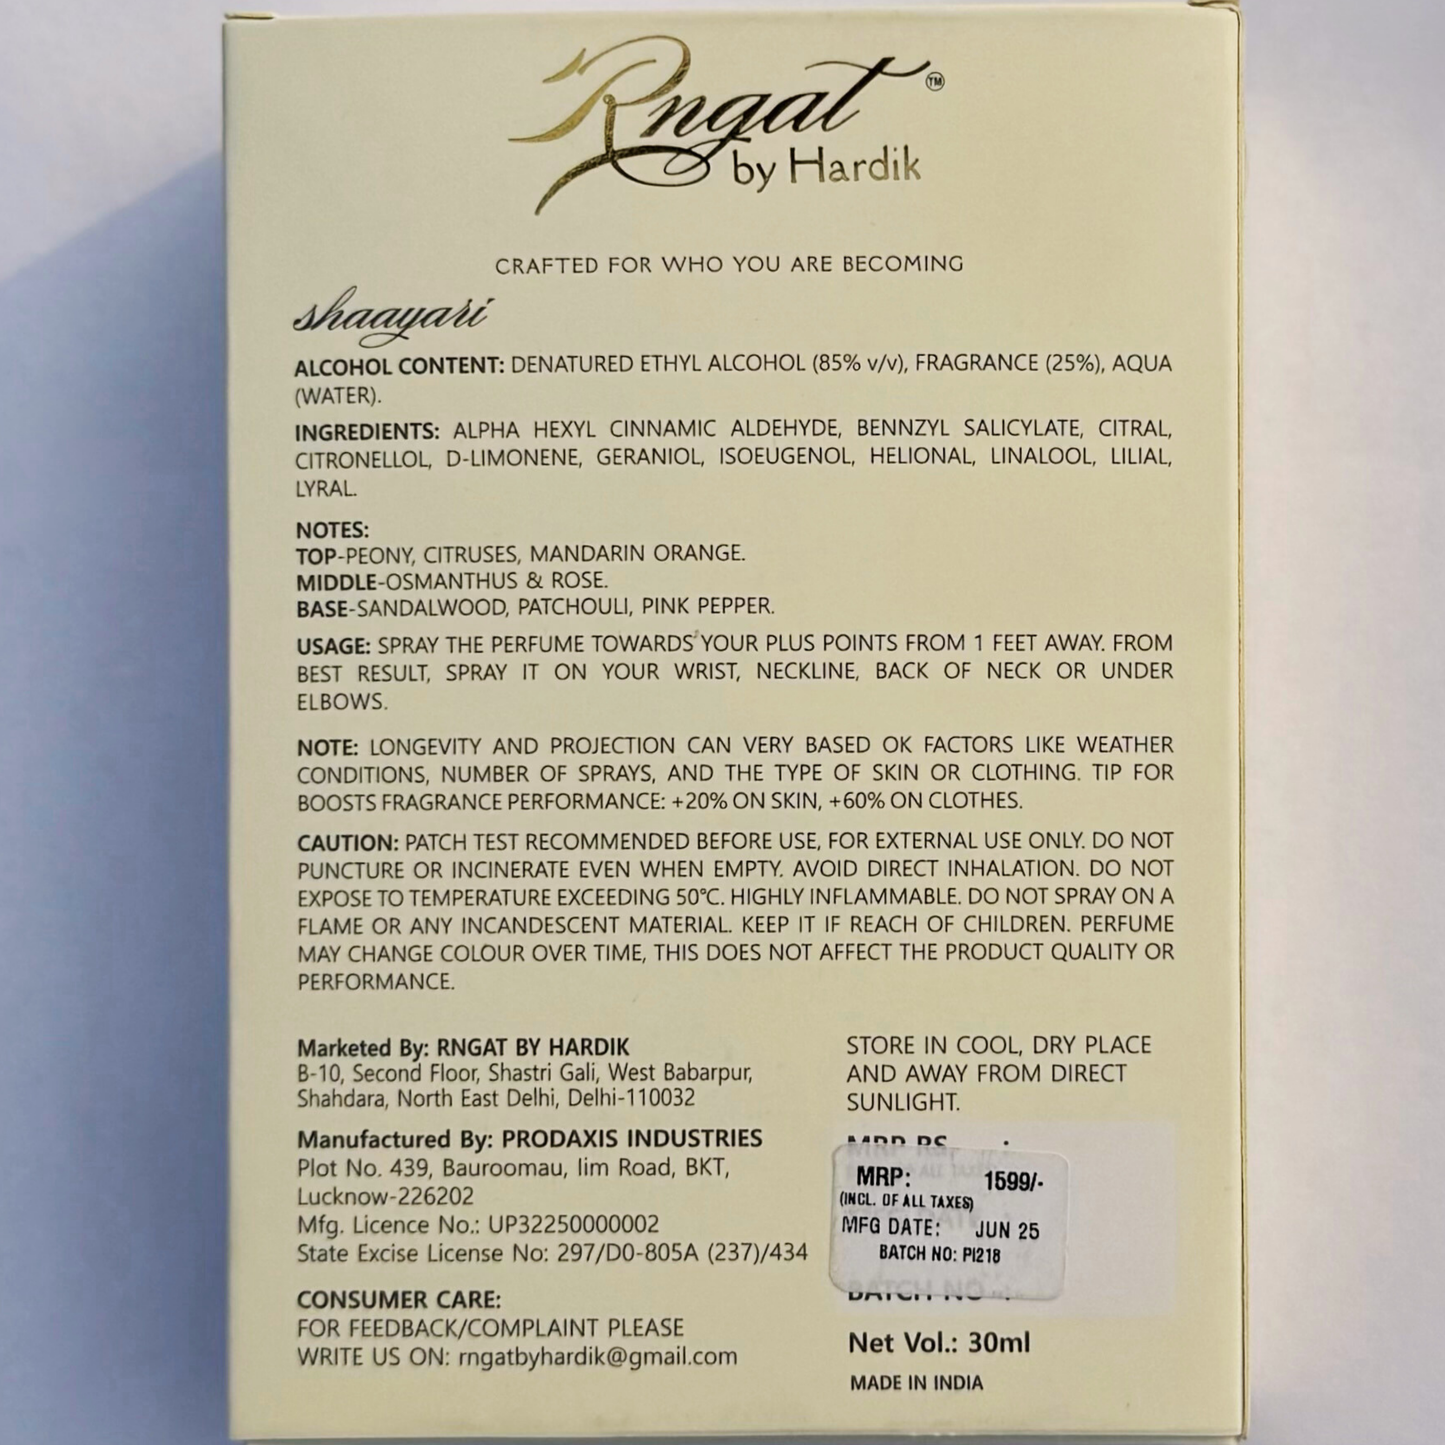 Rngat TM
by Hardik
CRAFTED FOR WHO YOU ARE BECOMING
shaayari
ALCOHOL CONTENT: DENATURED ETHYL ALCOHOL (85% v/v), FRAGRANCE (25%), AQUA
(WATER).
INGREDIENTS: ALPHA HEXYL CINNAMIC ALDEHYDE, BENNZYL SALICYLATE, CITRAL,
CITRONELLOL, D-LIMONENE, GERANIOL, ISOEUGENOL, HELIONAL, LINALOOL, LILIAL,
LYRAL.
NOTES:
TOP-PEONY, CITRUSES, MANDARIN ORANGE.
MIDDLE-OSMANTHUS & ROSE.
BASE-SANDALWOOD, PATCHOULI, PINK PEPPER.
USAGE: SPRAY THE PERFUME TOWARDS YOUR PLUS POINTS FROM 1 FEET AWAY. FROM
BEST RESULT, SPRAY IT ON YOUR WRIST, NECKLINE, BACK OF NECK OR UNDER
ELBOWS.
NOTE: LONGEVITY AND PROJECTION CAN VERY BASED OK FACTORS LIKE WEATHER
CONDITIONS, NUMBER OF SPRAYS, AND THE TYPE OF SKIN OR CLOTHING. TIP FOR
BOOSTS FRAGRANCE PERFORMANCE: +20% ON SKIN, +60% ON CLOTHES.
CAUTION: PATCH TEST RECOMMENDED BEFORE USE, FOR EXTERNAL USE ONLY. DO NOT
PUNCTURE OR INCINERATE EVEN WHEN EMPTY. AVOID DIRECT INHALATION. DO NOT
EXPOSE TO TEMPERATURE EXCEEDING 50°C. HIGHLY INFLAMMABLE. DO NOT SPRAY ON A
FLAME OR ANY INCANDESCENT MATERIAL. KEEP IT IF REACH OF CHILDREN. PERFUME
MAY CHANGE COLOUR OVER TIME, THIS DOES NOT AFFECT THE PRODUCT QUALITY OR
PERFORMANCE.
Marketed By: RNGAT BY HARDIK
B-10, Second Floor, Shastri Gali, West Babarpur,
Shahdara, North East Delhi, Delhi-110032
Manufactured By: PRODAXIS INDUSTRIES
Plot No. 439, Bauroomau, Iim Road, BKT,
Lucknow-226202
Mfg. Licence No.: UP32250000002
State Excise License No: 297/D0-805A (237)/434
CONSUMER CARE:
FOR FEEDBACK/COMPLAINT PLEASE
WRITE US ON: rngatbyhardik@gmail.com
STORE IN COOL, DRY PLACE
AND AWAY FROM DIRECT
SUNLIGHT.
MRP RS. :
MRP: 1599/-
(INCL. OF ALL TAXES)
MFG DATE: JUN 25
BATCH NO: PI218
BATCH NO. :
Net Vol.: 30ml
MADE IN INDIA